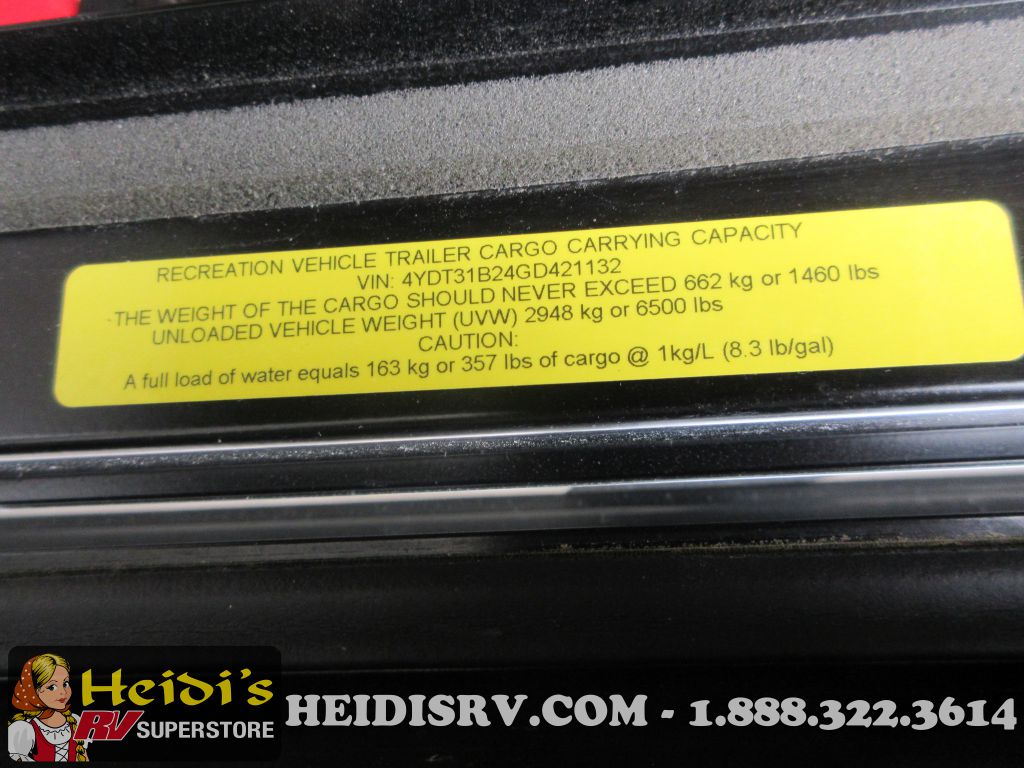 RECREATION VEHICLE TRAILER CARGO CARRYING CAPACITY
VIN: 4YDT31B24GD421132
THE WEIGHT OF THE CARGO SHOULD NEVER EXCEED 662 kg or 1460 lbs
UNLOADED VEHICLE WEIGHT (UVW) 2948 kg or 6500 lbs
CAUTION:
A full load of water equals 163 kg or 357 lbs of cargo @ 1kg/L (8.3 lb/gal)
Heidi's
RV SUPERSTORE
HEIDISRV.COM - 1.888.322.3614